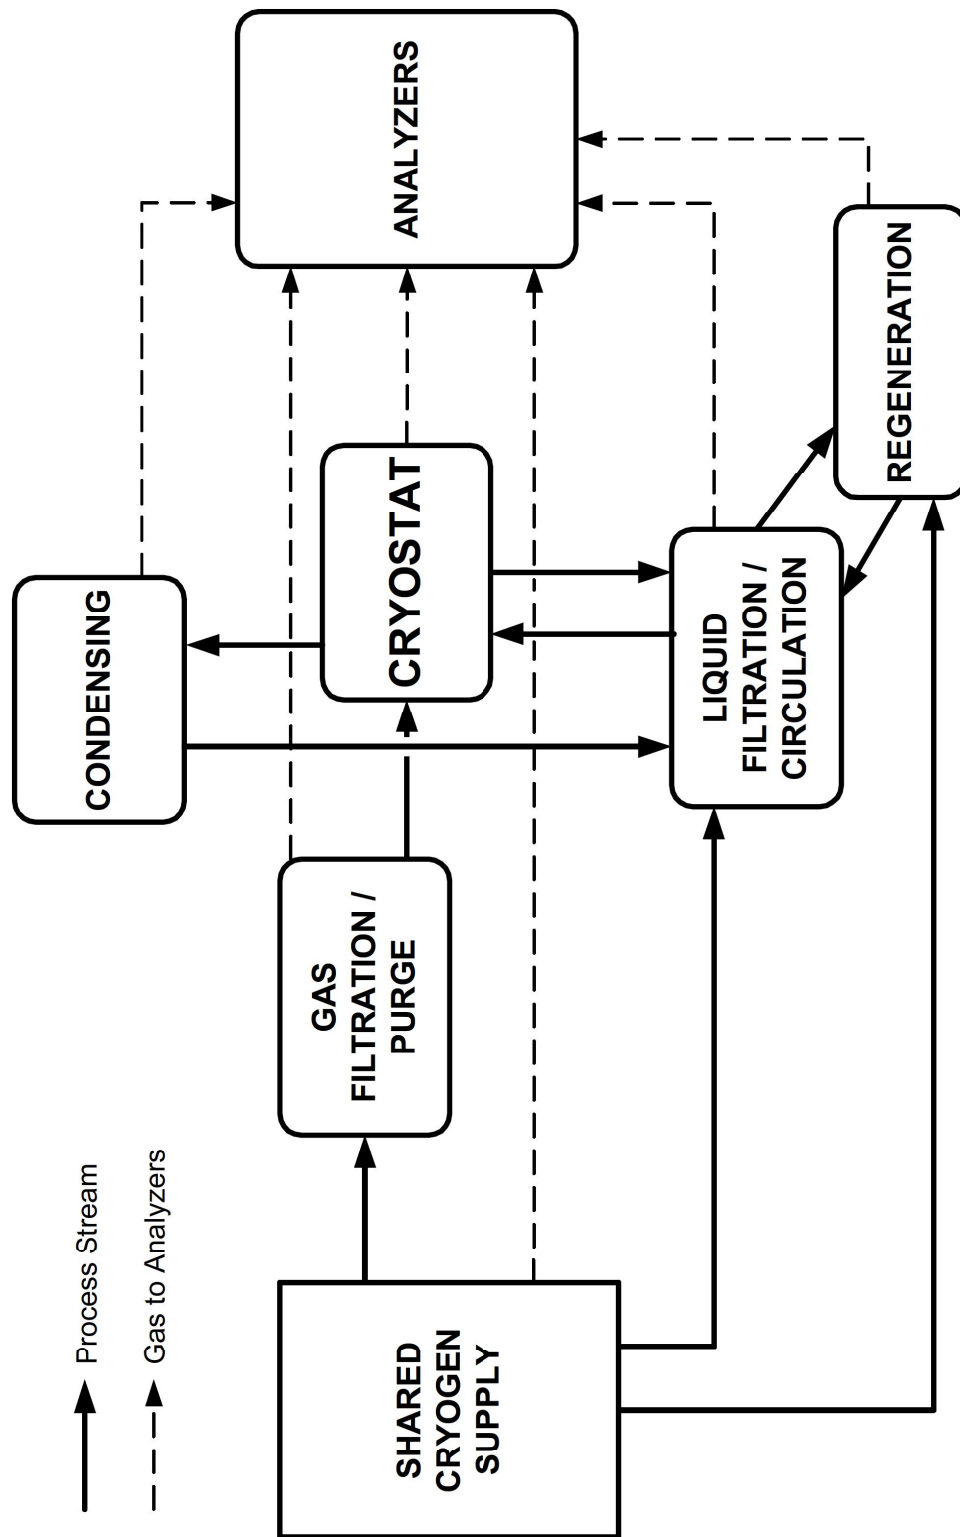 Process Stream
Gas to Analyzers
SHARED
CRYOGEN
SUPPLY
GAS
FILTRATION /
PURGE
CONDENSING
CRYOSTAT
LIQUID
FILTRATION /
CIRCULATION
REGENERATION
ANALYZERS